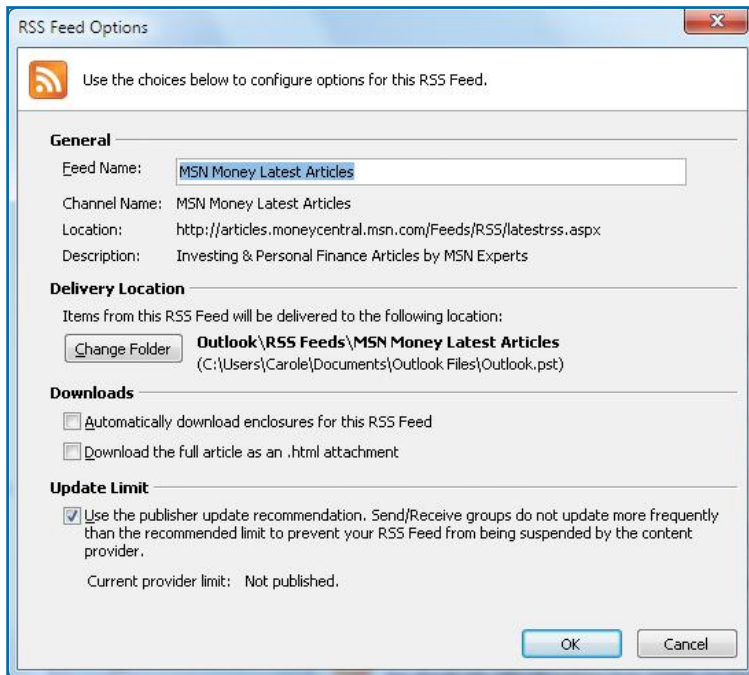 RSS Feed Options
Use the choices below to configure options for this RSS Feed.
General
Feed Name: MSN Money Latest Articles
Channel Name: MSN Money Latest Articles
Location: http://articles.moneycentral.msn.com/Feeds/RSS/latestrss.aspx
Description: Investing & Personal Finance Articles by MSN Experts
Delivery Location
Items from this RSS Feed will be delivered to the following location:
Change Folder Outlook\RSS Feeds\MSN Money Latest Articles
(C:\Users\Carole\Documents\Outlook Files\Outlook.pst)
Downloads
Automatically download enclosures for this RSS Feed
Download the full article as an .html attachment
Update Limit
Use the publisher update recommendation. Send/Receive groups do not update more frequently
than the recommended limit to prevent your RSS Feed from being suspended by the content
provider.
Current provider limit: Not published.
OK Cancel